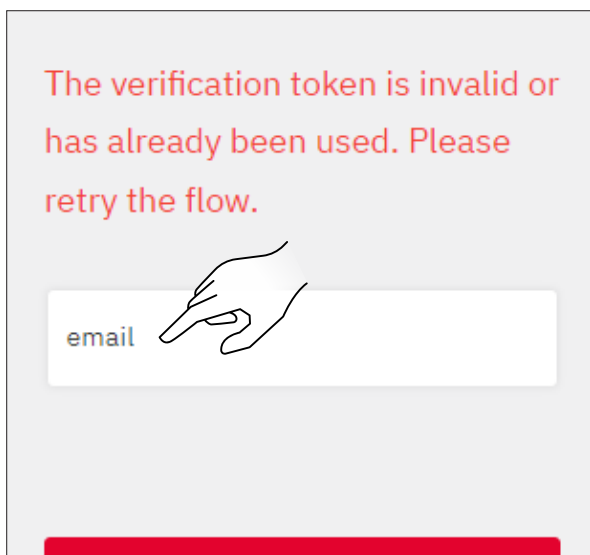 The verification token is invalid or
has already been used. Please
retry the flow.
email